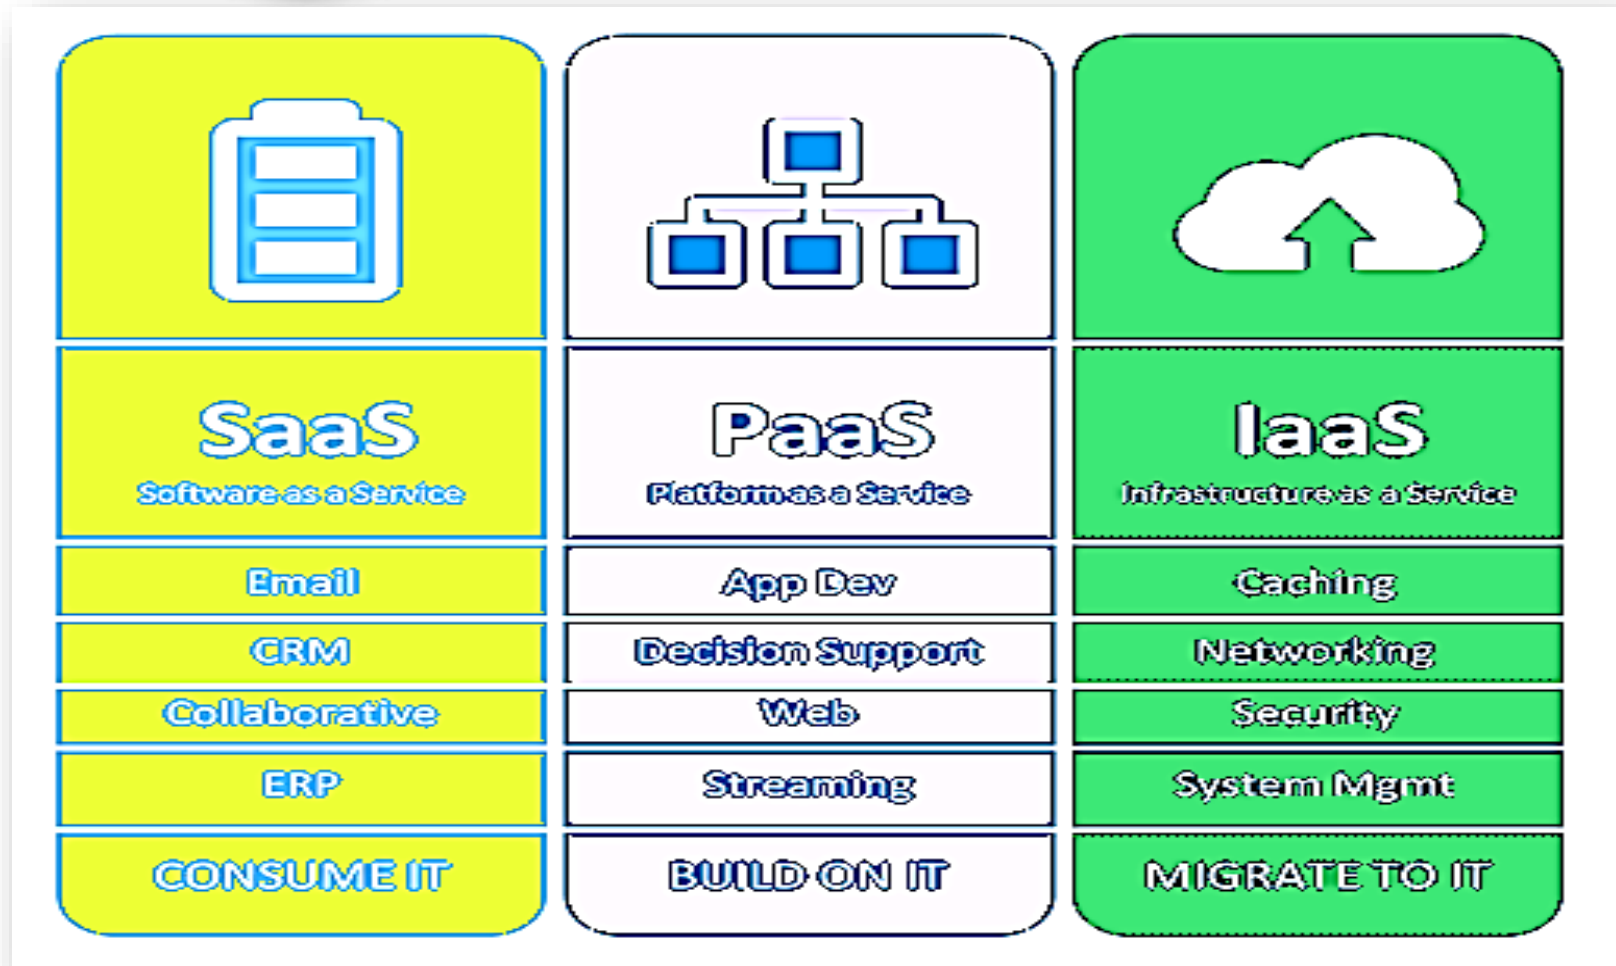 SaaS
Software as a Service
Email
CRM
Collaborative
ERP
CONSUME IT
PaaS
Platform as a Service
App Dev
Decision Support
Web
Streaming
BUILD ON IT
IaaS
Infrastructure as a Service
Caching
Networking
Security
System Mgmt
MIGRATE TO IT